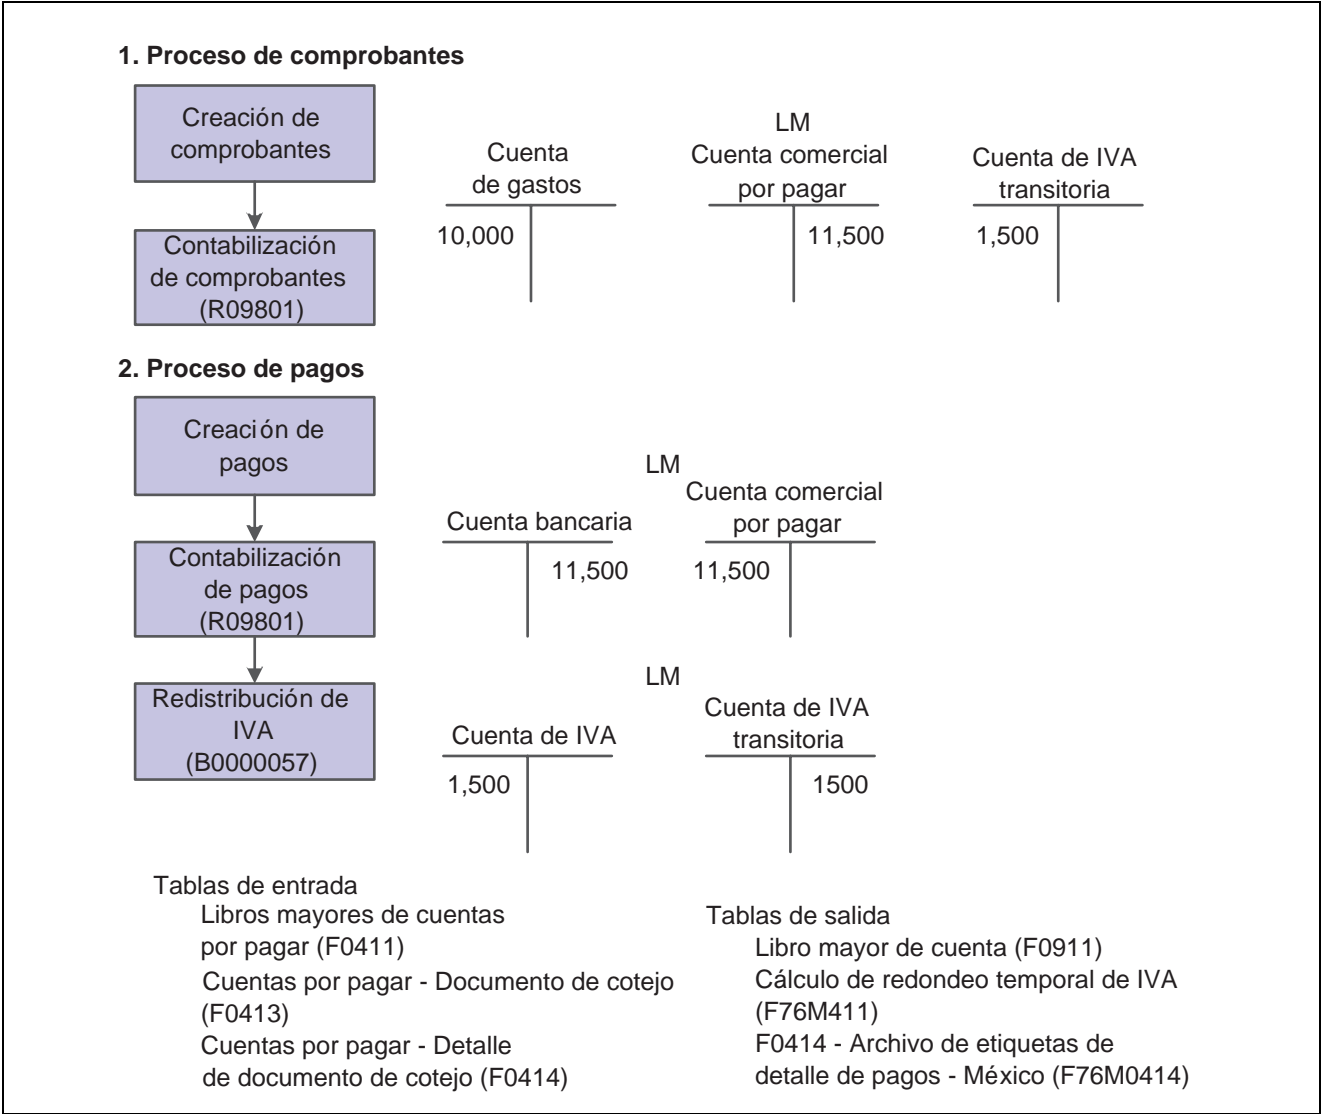 1. Proceso de comprobantes
Creación de
comprobantes
Contabilización
de comprobantes
(R09801)
Cuenta
de gastos
10,000
LM
Cuenta comercial
por pagar
11,500
Cuenta de IVA
transitoria
1,500
2. Proceso de pagos
Creación de
pagos
Contabilización
de pagos
(R09801)
Redistribución de
IVA
(B0000057)
LM
Cuenta bancaria
11,500
Cuenta comercial
por pagar
11,500
LM
Cuenta de IVA
1,500
Cuenta de IVA
transitoria
1500
Tablas de entrada
Libros mayores de cuentas
por pagar (F0411)
Cuentas por pagar - Documento de cotejo
(F0413)
Cuentas por pagar - Detalle
de documento de cotejo (F0414)
Tablas de salida
Libro mayor de cuenta (F0911)
Cálculo de redondeo temporal de IVA
(F76M411)
F0414 - Archivo de etiquetas de
detalle de pagos - México (F76M0414)